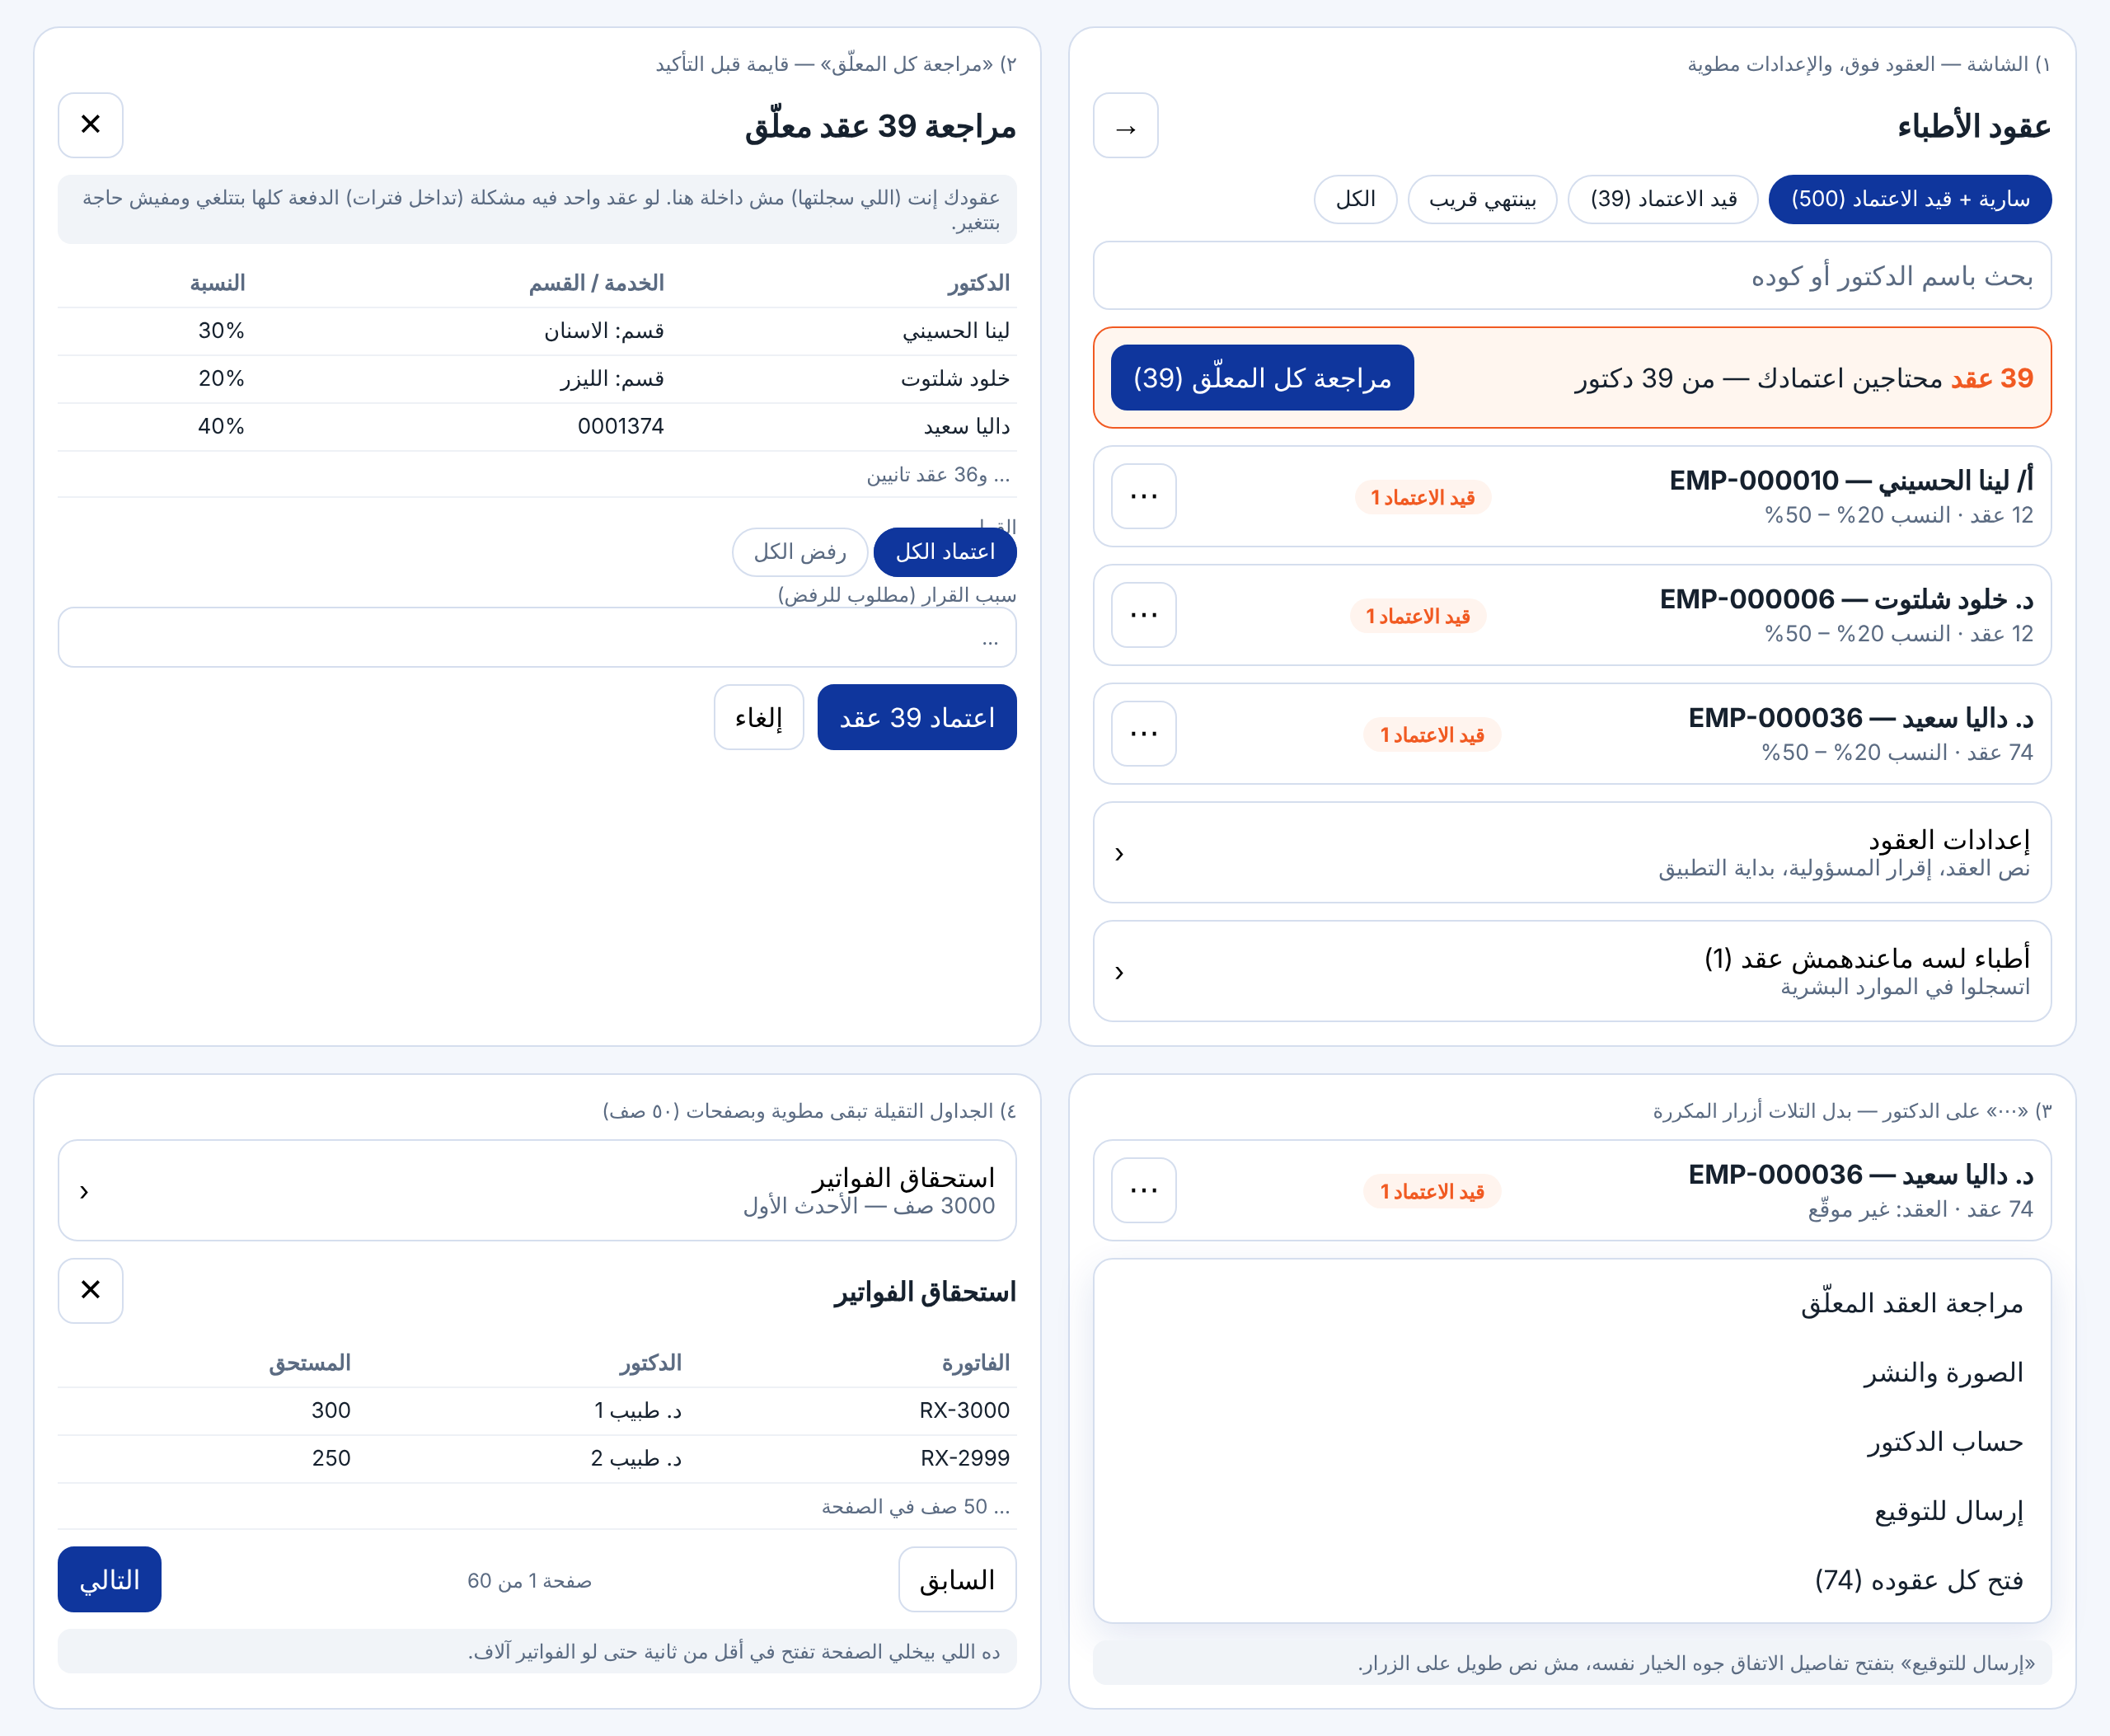 ١) الشاشة — العقود فوق، والإعدادات مطوية
عقود الأطباء
→
سارية + قيد الاعتماد (500)
قيد الاعتماد (39)
بينتهي قريب
الكل
بحث باسم الدكتور أو كوده
39 عقد محتاجين اعتمادك — من 39 دكتور
مراجعة كل المعلّق (39)
أ/ لينا الحسيني — EMP-000010
12 عقد · النسب 20% – 50%
قيد الاعتماد 1
⋯
د. خلود شلتوت — EMP-000006
12 عقد · النسب 20% – 50%
قيد الاعتماد 1
⋯
د. داليا سعيد — EMP-000036
74 عقد · النسب 20% – 50%
قيد الاعتماد 1
⋯
إعدادات العقود
نص العقد، إقرار المسؤولية، بداية التطبيق
‹
أطباء لسه ماعندهمش عقد (1)
اتسجلوا في الموارد البشرية
‹
٢) «مراجعة كل المعلّق» — قايمة قبل التأكيد
مراجعة 39 عقد معلّق
✕
عقودك إنت (اللي سجلتها) مش داخلة هنا. لو عقد واحد فيه مشكلة (تداخل فترات) الدفعة كلها بتتلغي ومفيش حاجة
بتتغير.
الدكتور الخدمة / القسم النسبة
لينا الحسيني قسم: الاسنان 30%
خلود شلتوت قسم: الليزر 20%
داليا سعيد 0001374 40%
... و36 عقد تانيين
اعتماد الكل
رفض الكل
سبب القرار (مطلوب للرفض)
...
اعتماد 39 عقد
إلغاء
٣) «⋯» على الدكتور — بدل التلات أزرار المكررة
د. داليا سعيد — EMP-000036
74 عقد · العقد: غير موقّع
قيد الاعتماد 1
⋯
مراجعة العقد المعلّق
الصورة والنشر
حساب الدكتور
إرسال للتوقيع
فتح كل عقوده (74)
«إرسال للتوقيع» بتفتح تفاصيل الاتفاق جوه الخيار نفسه، مش نص طويل على الزرار.
٤) الجداول التقيلة تبقى مطوية وبصفحات (٥٠ صف)
استحقاق الفواتير
3000 صف — الأحدث الأول
‹
استحقاق الفواتير
✕
الفاتورة الدكتور المستحق
RX-3000 د. طبيب 1 300
RX-2999 د. طبيب 2 250
... 50 صف في الصفحة
السابق
صفحة 1 من 60
التالي
ده اللي بيخلي الصفحة تفتح في أقل من ثانية حتى لو الفواتير آلاف.